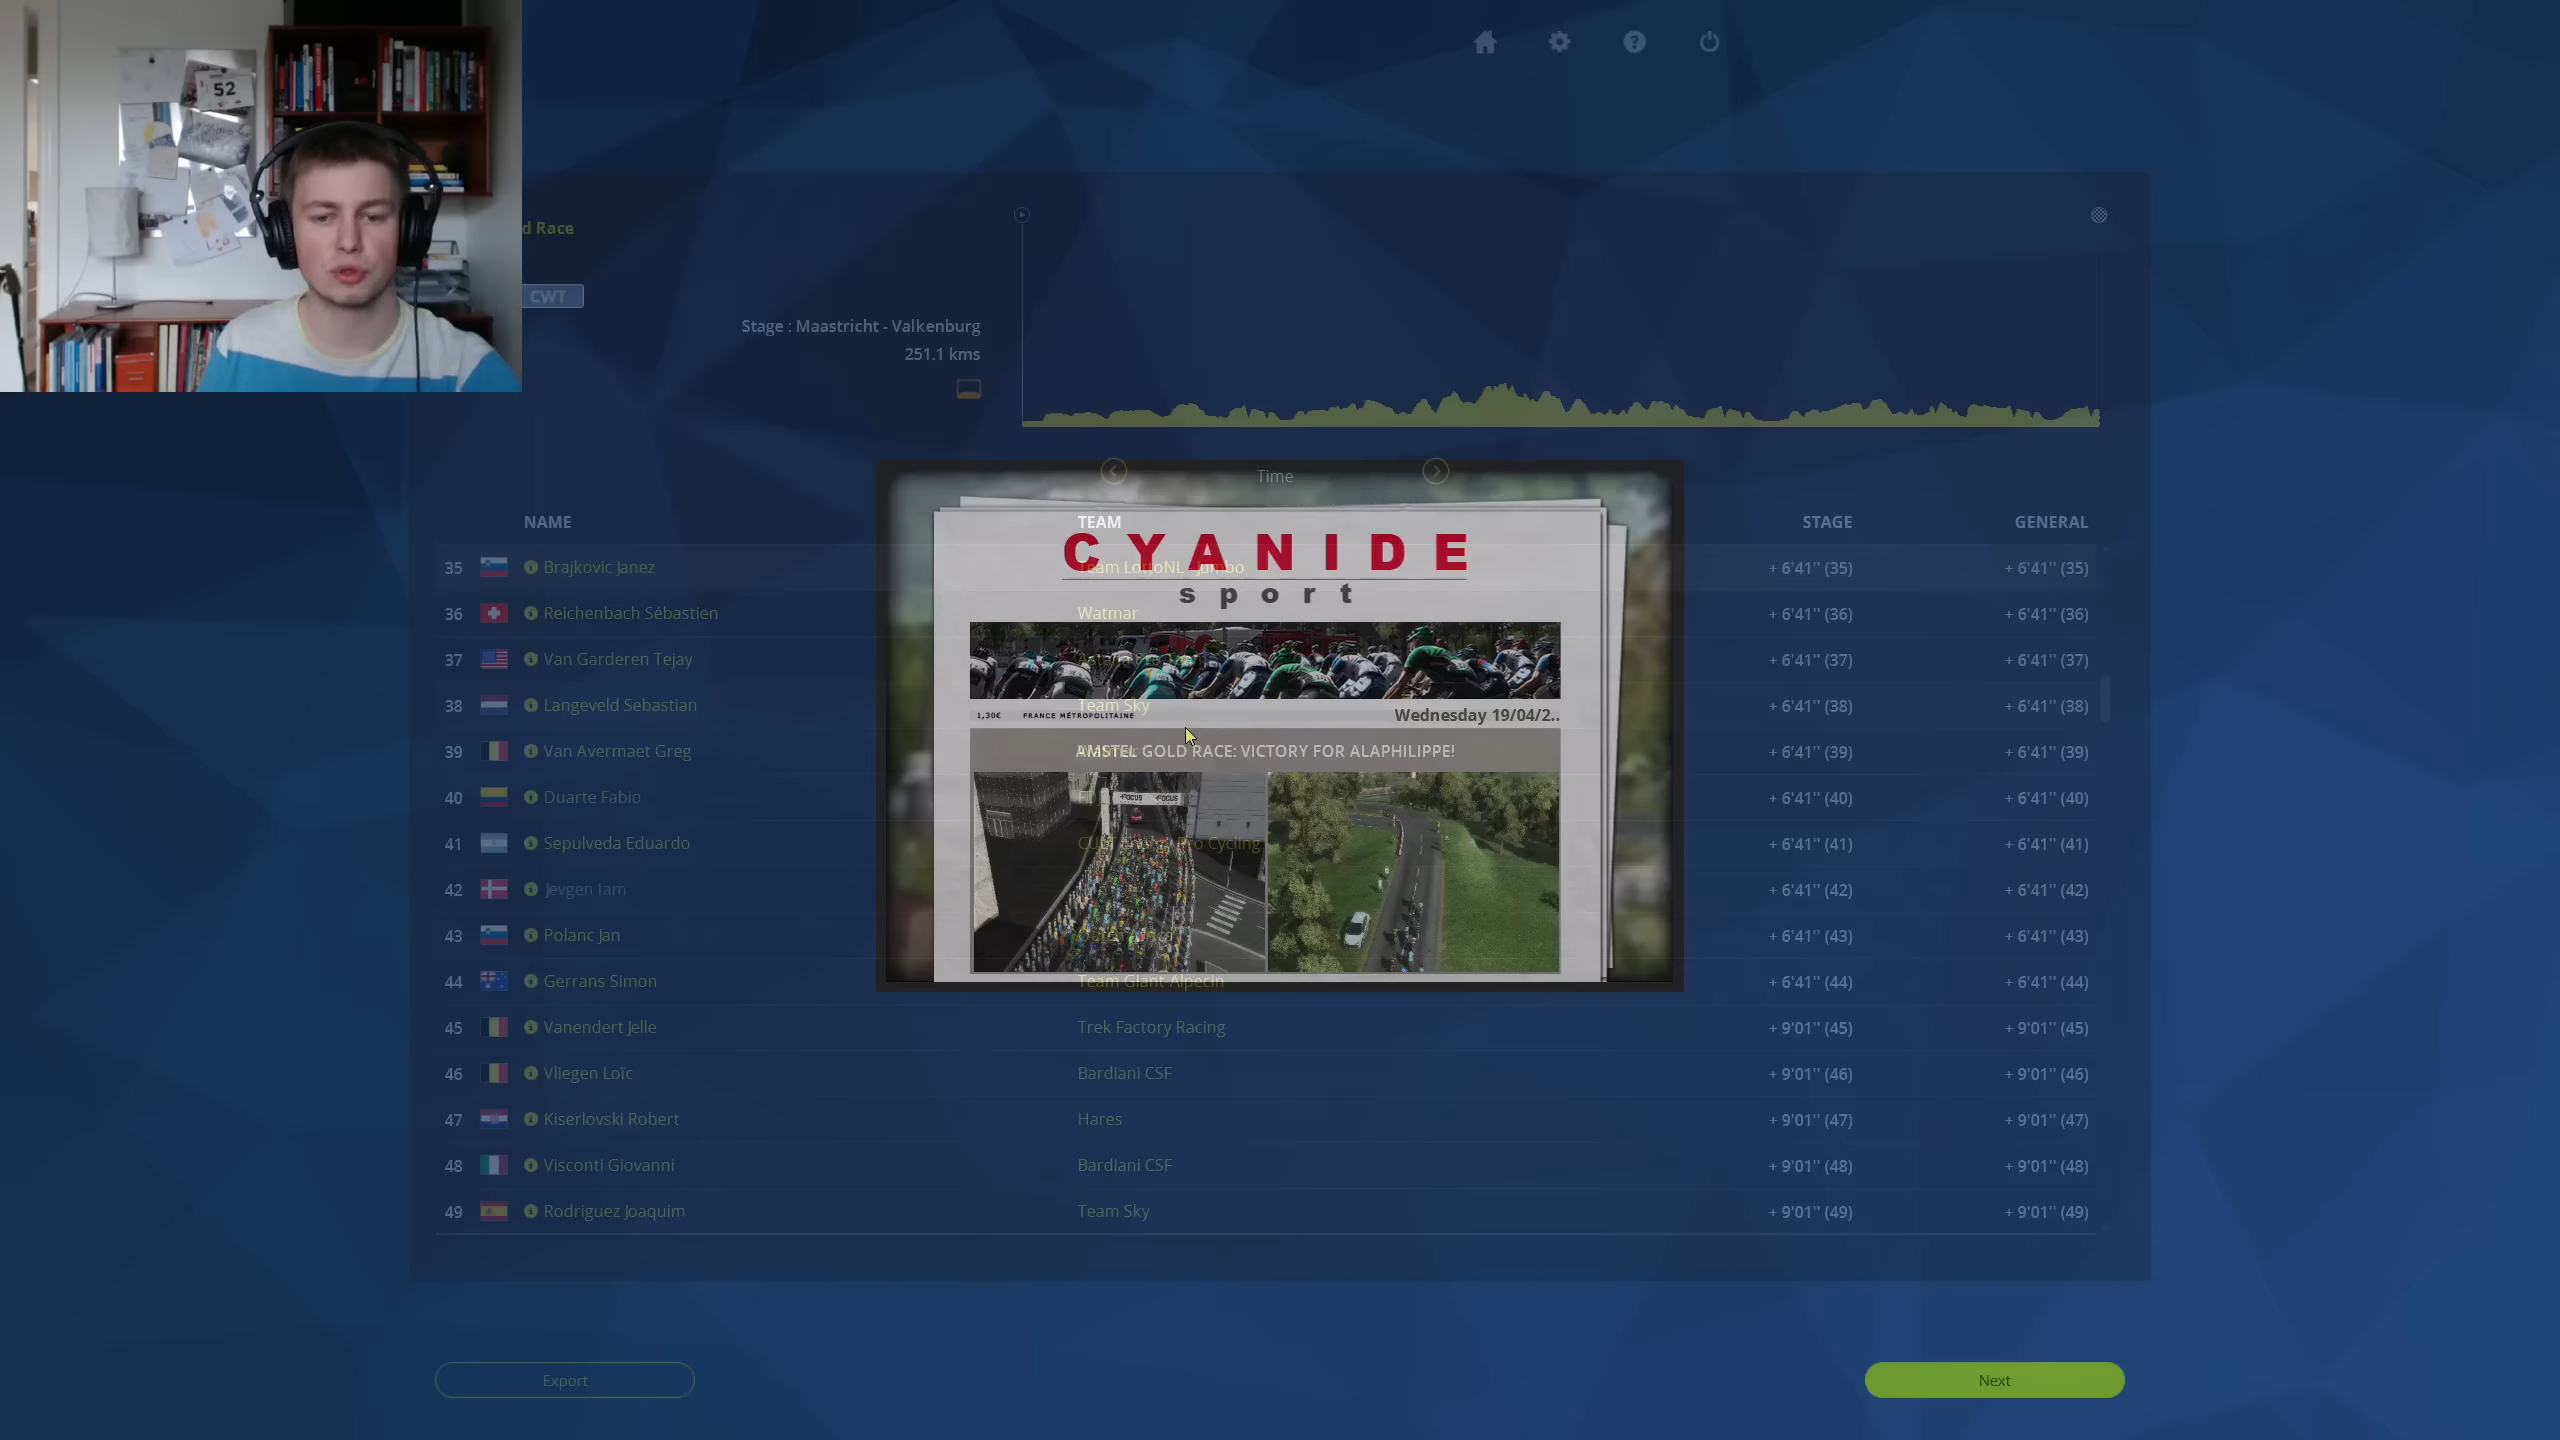 52
d Race
CWT
Stage : Maastricht - Valkenburg
251.1 kms
Time
NAME TEAM STAGE GENERAL
CYANIDE
sport
35 Brajkovic Janez Team LottoNL - Jumbo + 6'41'' (35) + 6'41'' (35)
36 Reichenbach Sébastien Watmar + 6'41'' (36) + 6'41'' (36)
37 Van Garderen Tejay + 6'41'' (37) + 6'41'' (37)
38 Langeveld Sebastian Team Sky + 6'41'' (38) + 6'41'' (38)
1,30€ FRANCE MÉTROPOLITAINE Wednesday 19/04/2..
39 Van Avermaet Greg + 6'41'' (39) + 6'41'' (39)
AMSTEL GOLD RACE: VICTORY FOR ALAPHILIPPE!
40 Duarte Fabio + 6'41'' (40) + 6'41'' (40)
FOCUS FOCUS
41 Sepulveda Eduardo Pro Cycling + 6'41'' (41) + 6'41'' (41)
42 Jevgen Iam + 6'41'' (42) + 6'41'' (42)
43 Polanc Jan + 6'41'' (43) + 6'41'' (43)
44 Gerrans Simon Team Giant-Alpecin + 6'41'' (44) + 6'41'' (44)
45 Vanendert Jelle Trek Factory Racing + 9'01'' (45) + 9'01'' (45)
46 Vliegen Loïc Bardiani CSF + 9'01'' (46) + 9'01'' (46)
47 Kiserlovski Robert Hares + 9'01'' (47) + 9'01'' (47)
48 Visconti Giovanni Bardiani CSF + 9'01'' (48) + 9'01'' (48)
49 Rodriguez Joaquim Team Sky + 9'01'' (49) + 9'01'' (49)
Export
Next